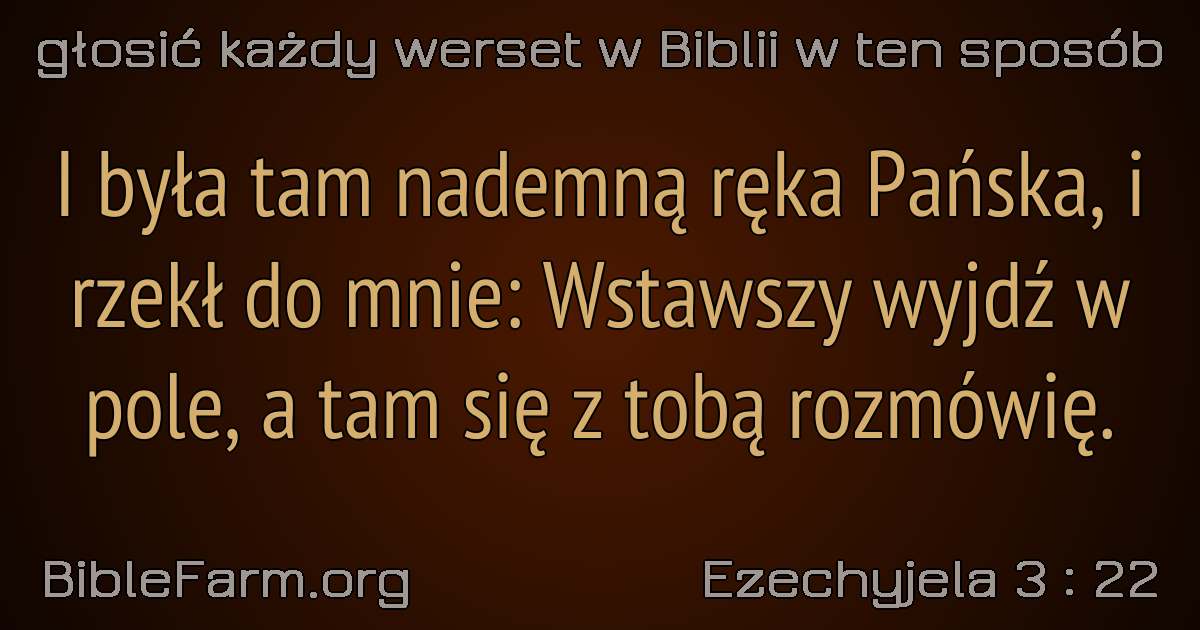 głosić każdy werset w Biblii w ten sposób
I była tam nademną ręka Pańska, i
rzekł do mnie: Wstawszy wyjdź w
pole, a tam się z tobą rozmówię.
BibleFarm.org
Ezechyjela 3 : 22